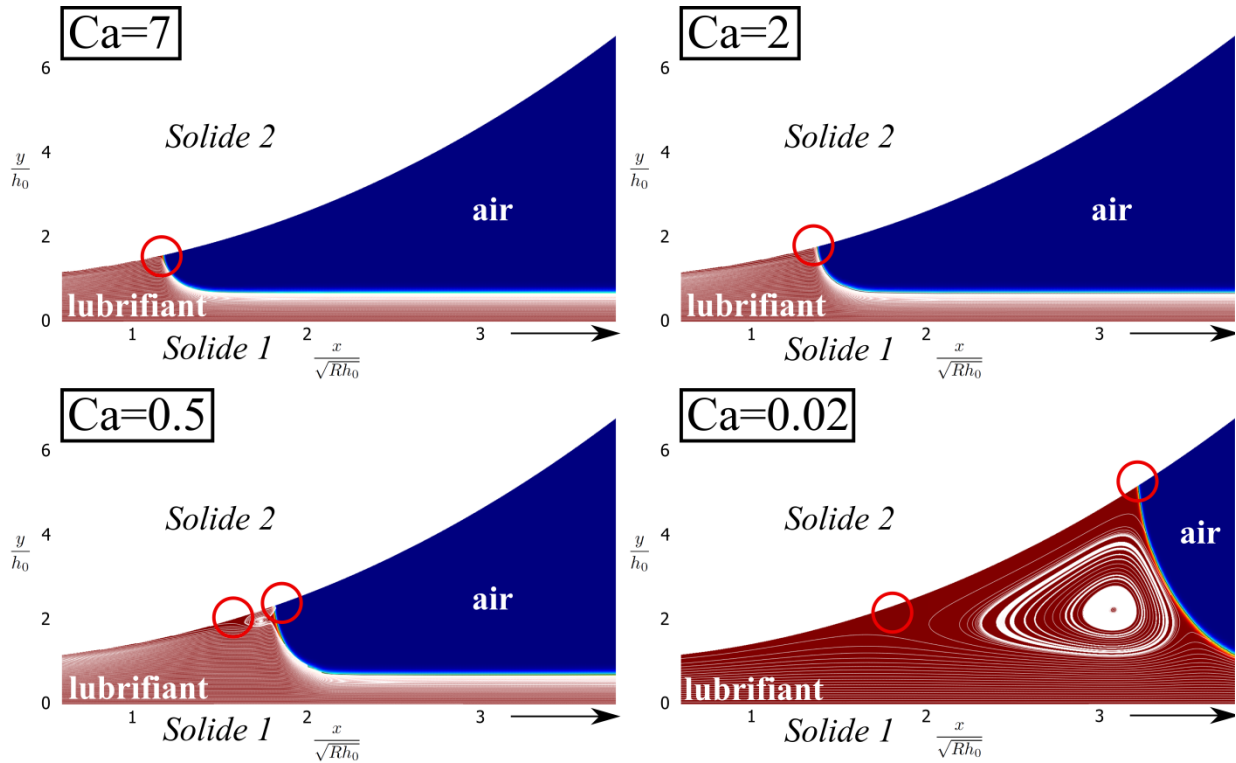 Ca=7
6
Solide 2
4
y/h₀
air
2
lubrifiant
0
1 2 3
Solide 1 x/√Rh₀
Ca=2
6
Solide 2
4
y/h₀
air
2
lubrifiant
0
1 2 3
Solide 1 x/√Rh₀
Ca=0.5
6
Solide 2
4
y/h₀
air
2
lubrifiant
0
1 2 3
Solide 1 x/√Rh₀
Ca=0.02
6
Solide 2
4
y/h₀
air
2
lubrifiant
0
1 2 3
Solide 1 x/√Rh₀